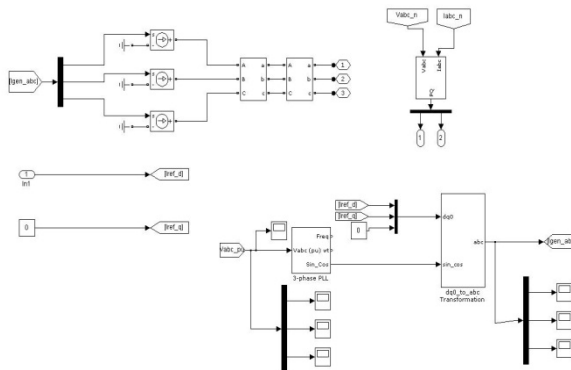 Vabc_n
Iabc_n
A
a
A
a
1
[Igen_abc]
B
b
B
b
2
C
c
C
c
3
Vabc
Iabc
PQ
1
2
1
In1
[Iref_d]
0
[Iref_q]
[Iref_d]
[Iref_q]
0
dq0
abc
sin_cos
dq0_to_abc
Transformation
Vabc_pu
Freq
Vabc (pu) wt
Sin_Cos
3-phase PLL